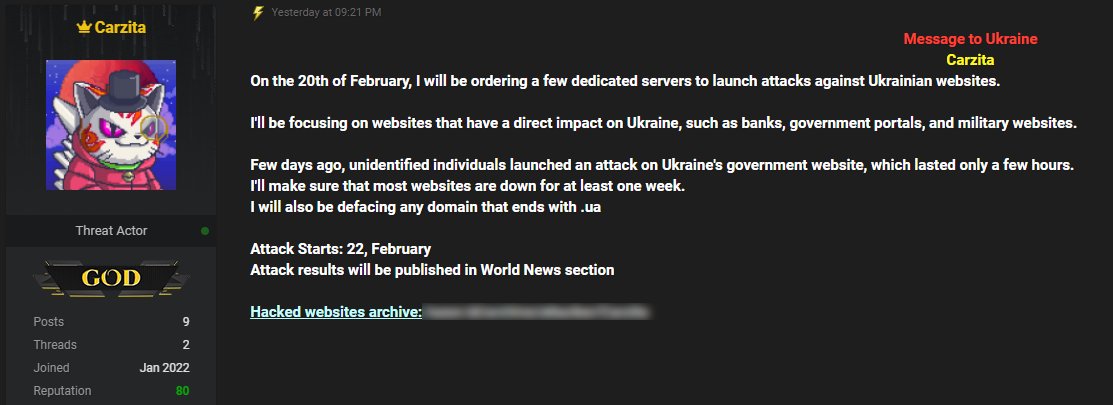 Carzita
Threat Actor
GOD
Posts 9
Threads 2
Joined Jan 2022
Reputation 80
Yesterday at 09:21 PM
Message to Ukraine
Carzita
On the 20th of February, I will be ordering a few dedicated servers to launch attacks against Ukrainian websites.
I'll be focusing on websites that have a direct impact on Ukraine, such as banks, government portals, and military websites.
Few days ago, unidentified individuals launched an attack on Ukraine's government website, which lasted only a few hours.
I'll make sure that most websites are down for at least one week.
I will also be defacing any domain that ends with .ua
Attack Starts: 22, February
Attack results will be published in World News section
Hacked websites archive: